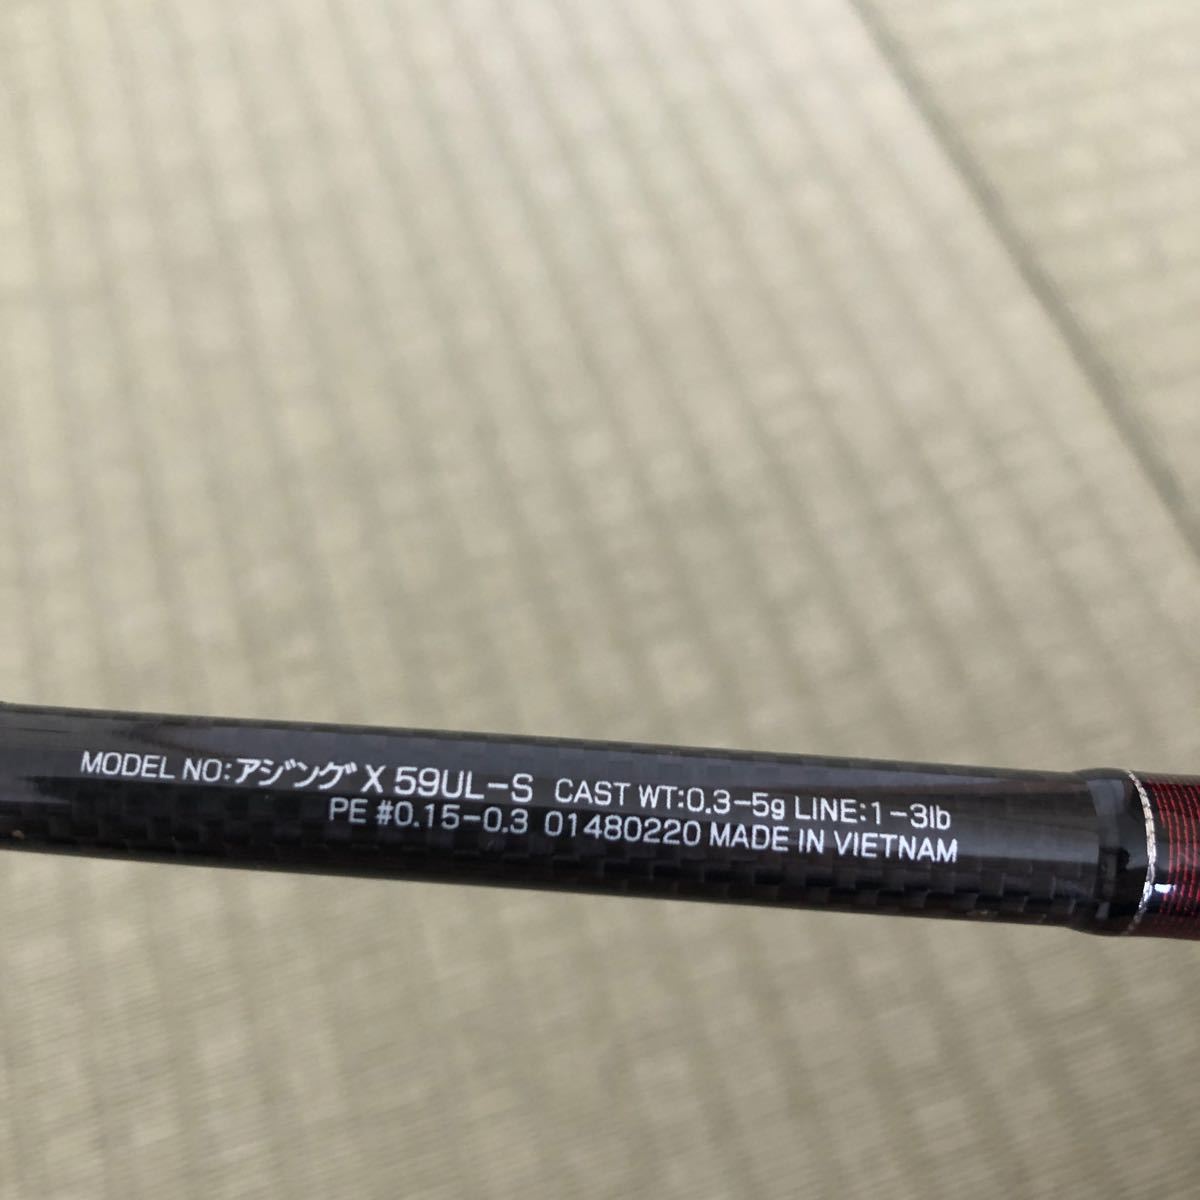 MODEL NO:アジング X 59UL-S CAST WT:0.3-5g LINE:1-3lb
PE #0.15-0.3 01480220 MADE IN VIETNAM